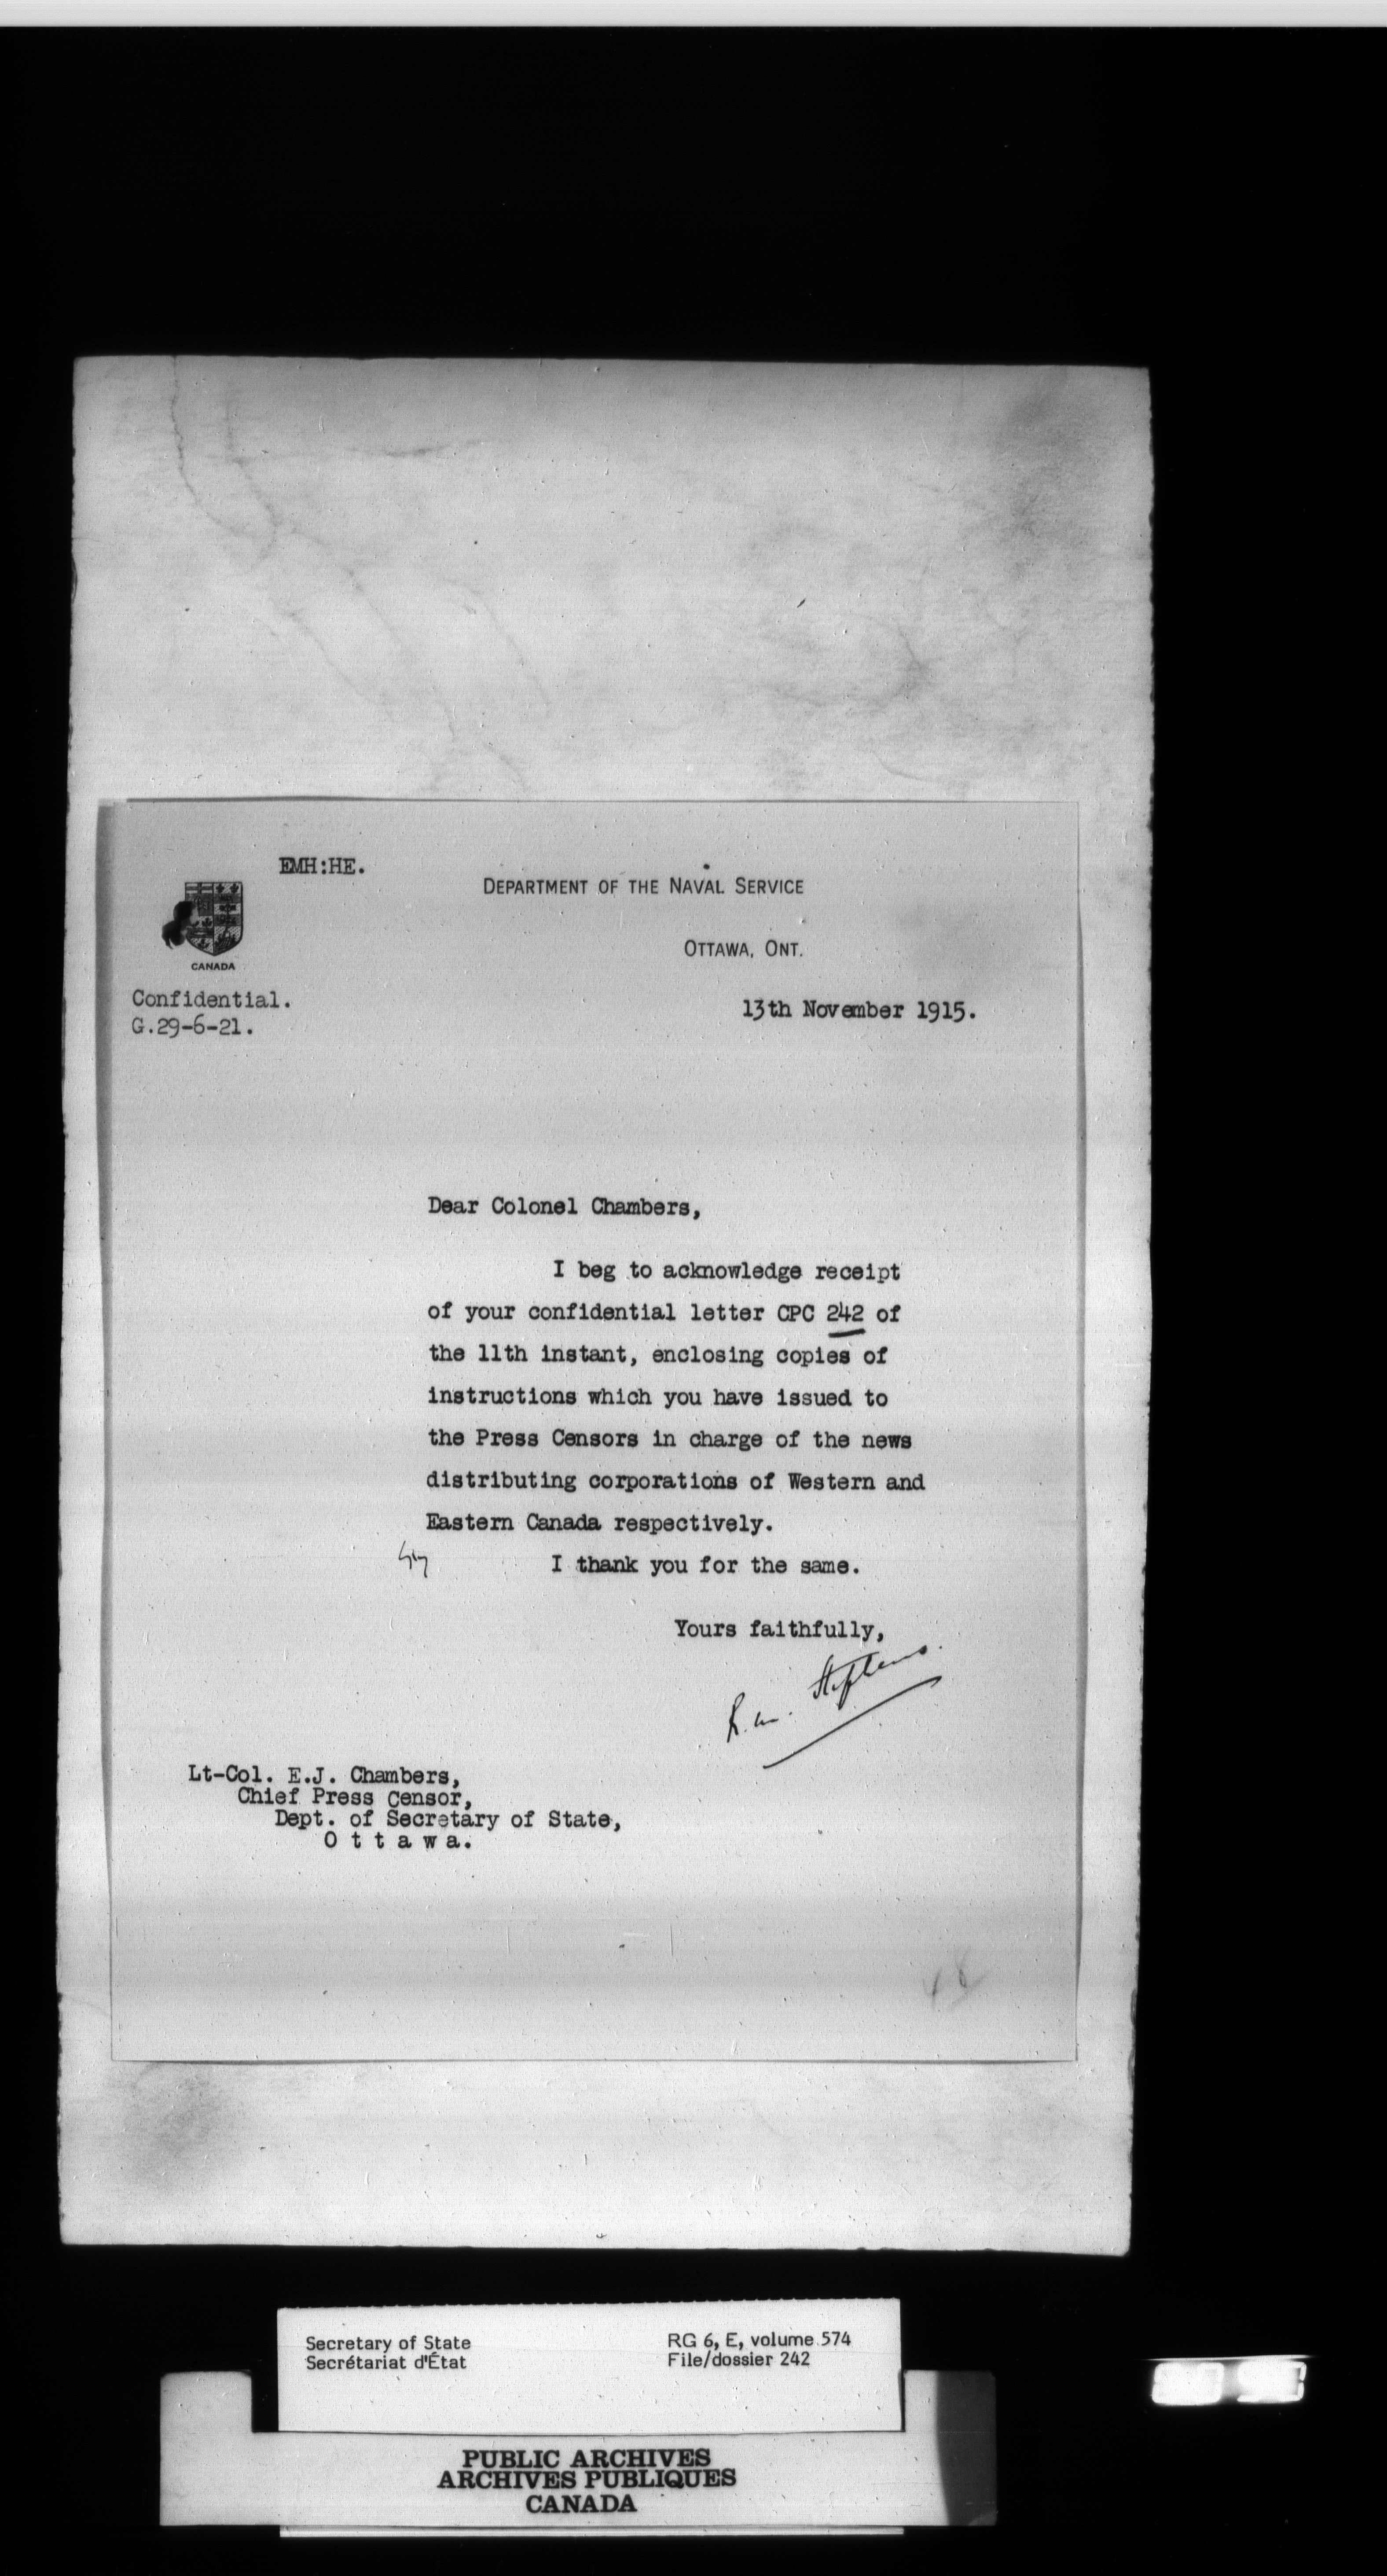 EMH:HE.
DEPARTMENT OF THE NAVAL SERVICE
OTTAWA, ONT.
CANADA
Confidential.
G.29-6-21.
13th November 1915.
Dear Colonel Chambers,
I beg to acknowledge receipt
of your confidential letter CPC 242 of
the 11th instant, enclosing copies of
instructions which you have issued to
the Press Censors in charge of the news
distributing corporations of Western and
Eastern Canada respectively.
I thank you for the same.
Yours faithfully,
R.M. Stephens.
Lt-Col. E.J. Chambers,
Chief Press Censor,
Dept. of Secretary of State,
O t t a w a.
48
Secretary of State
Secrétariat d'État
RG 6, E, volume 574
File/dossier 242
PUBLIC ARCHIVES
ARCHIVES PUBLIQUES
CANADA